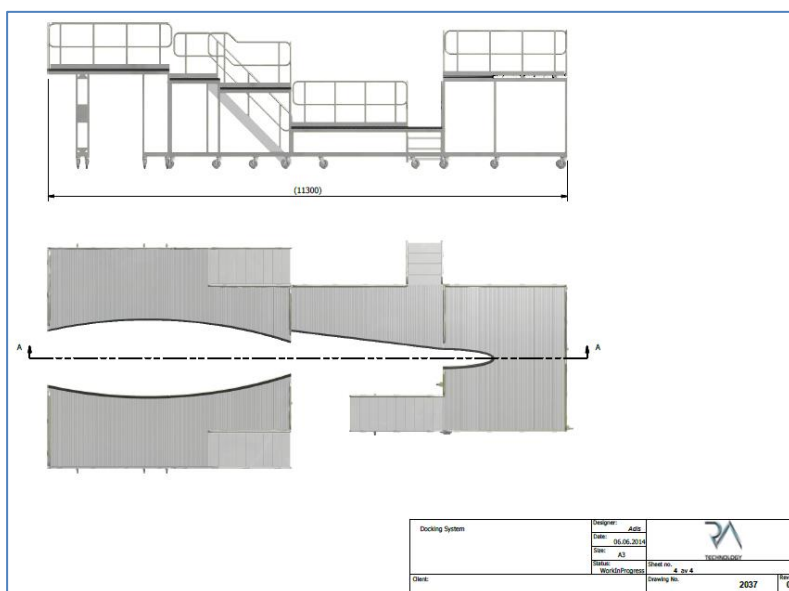 (11300)
A
A
Docking System
Designer:
Adis
Date:
06.06.2014
Size:
A3
Status:
WorkInProgress
RA
TECHNOLOGY
Sheet no.
4 av 4
Client:
Drawing No.
2037